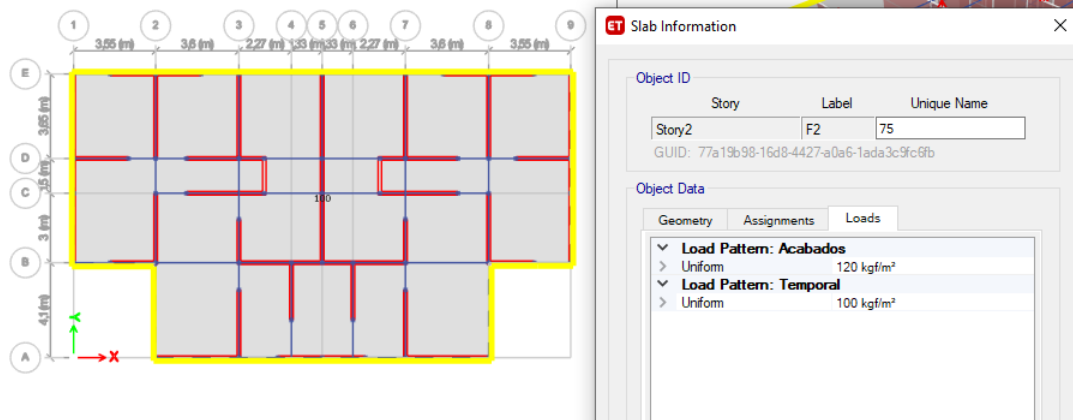 1 2 3 4 5 6 7 8 9
3,55 (m) 3,6 (m) 2,27 (m) 1,33 (m) 1,33 (m) 2,27 (m) 3,6 (m) 3,55 (m)
E
3,65 (m)
D
1,5 (m)
C
100
3 (m)
B
4,1 (m)
Y
A
X
ET Slab Information
Object ID
Story Label Unique Name
Story2 F2 75
GUID: 77a19b98-16d8-4427-a0a6-1ada3c9fc6fb
Object Data
Geometry Assignments Loads
Load Pattern: Acabados
Uniform 120 kgf/m²
Load Pattern: Temporal
Uniform 100 kgf/m²